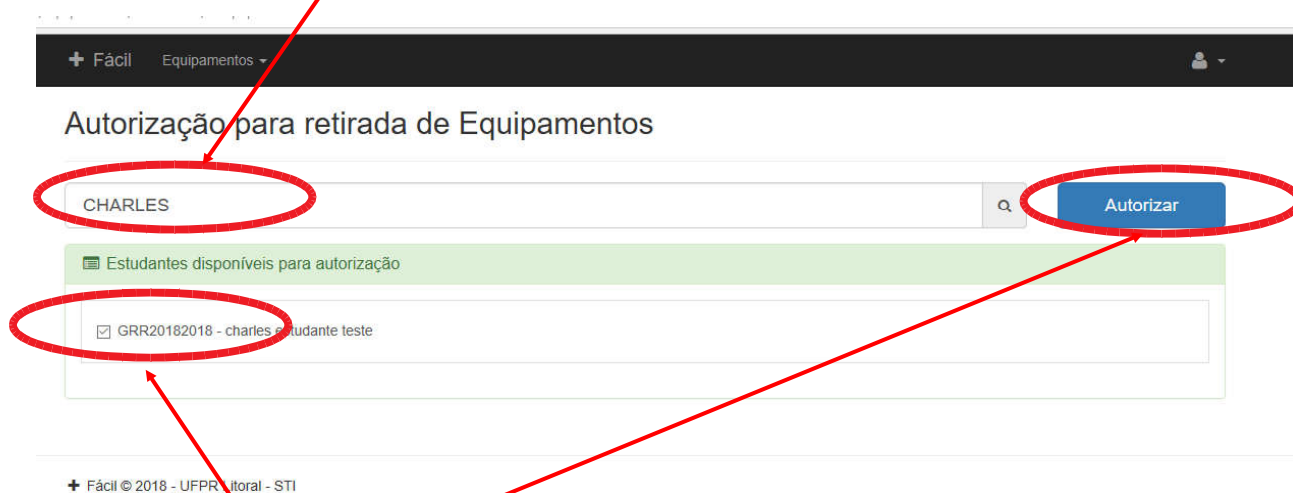 + Fácil Equipamentos
Autorização para retirada de Equipamentos
CHARLES Autorizar
Estudantes disponíveis para autorização
GRR20182018 - charles estudante teste
+ Fácil © 2018 - UFPR Litoral - STI